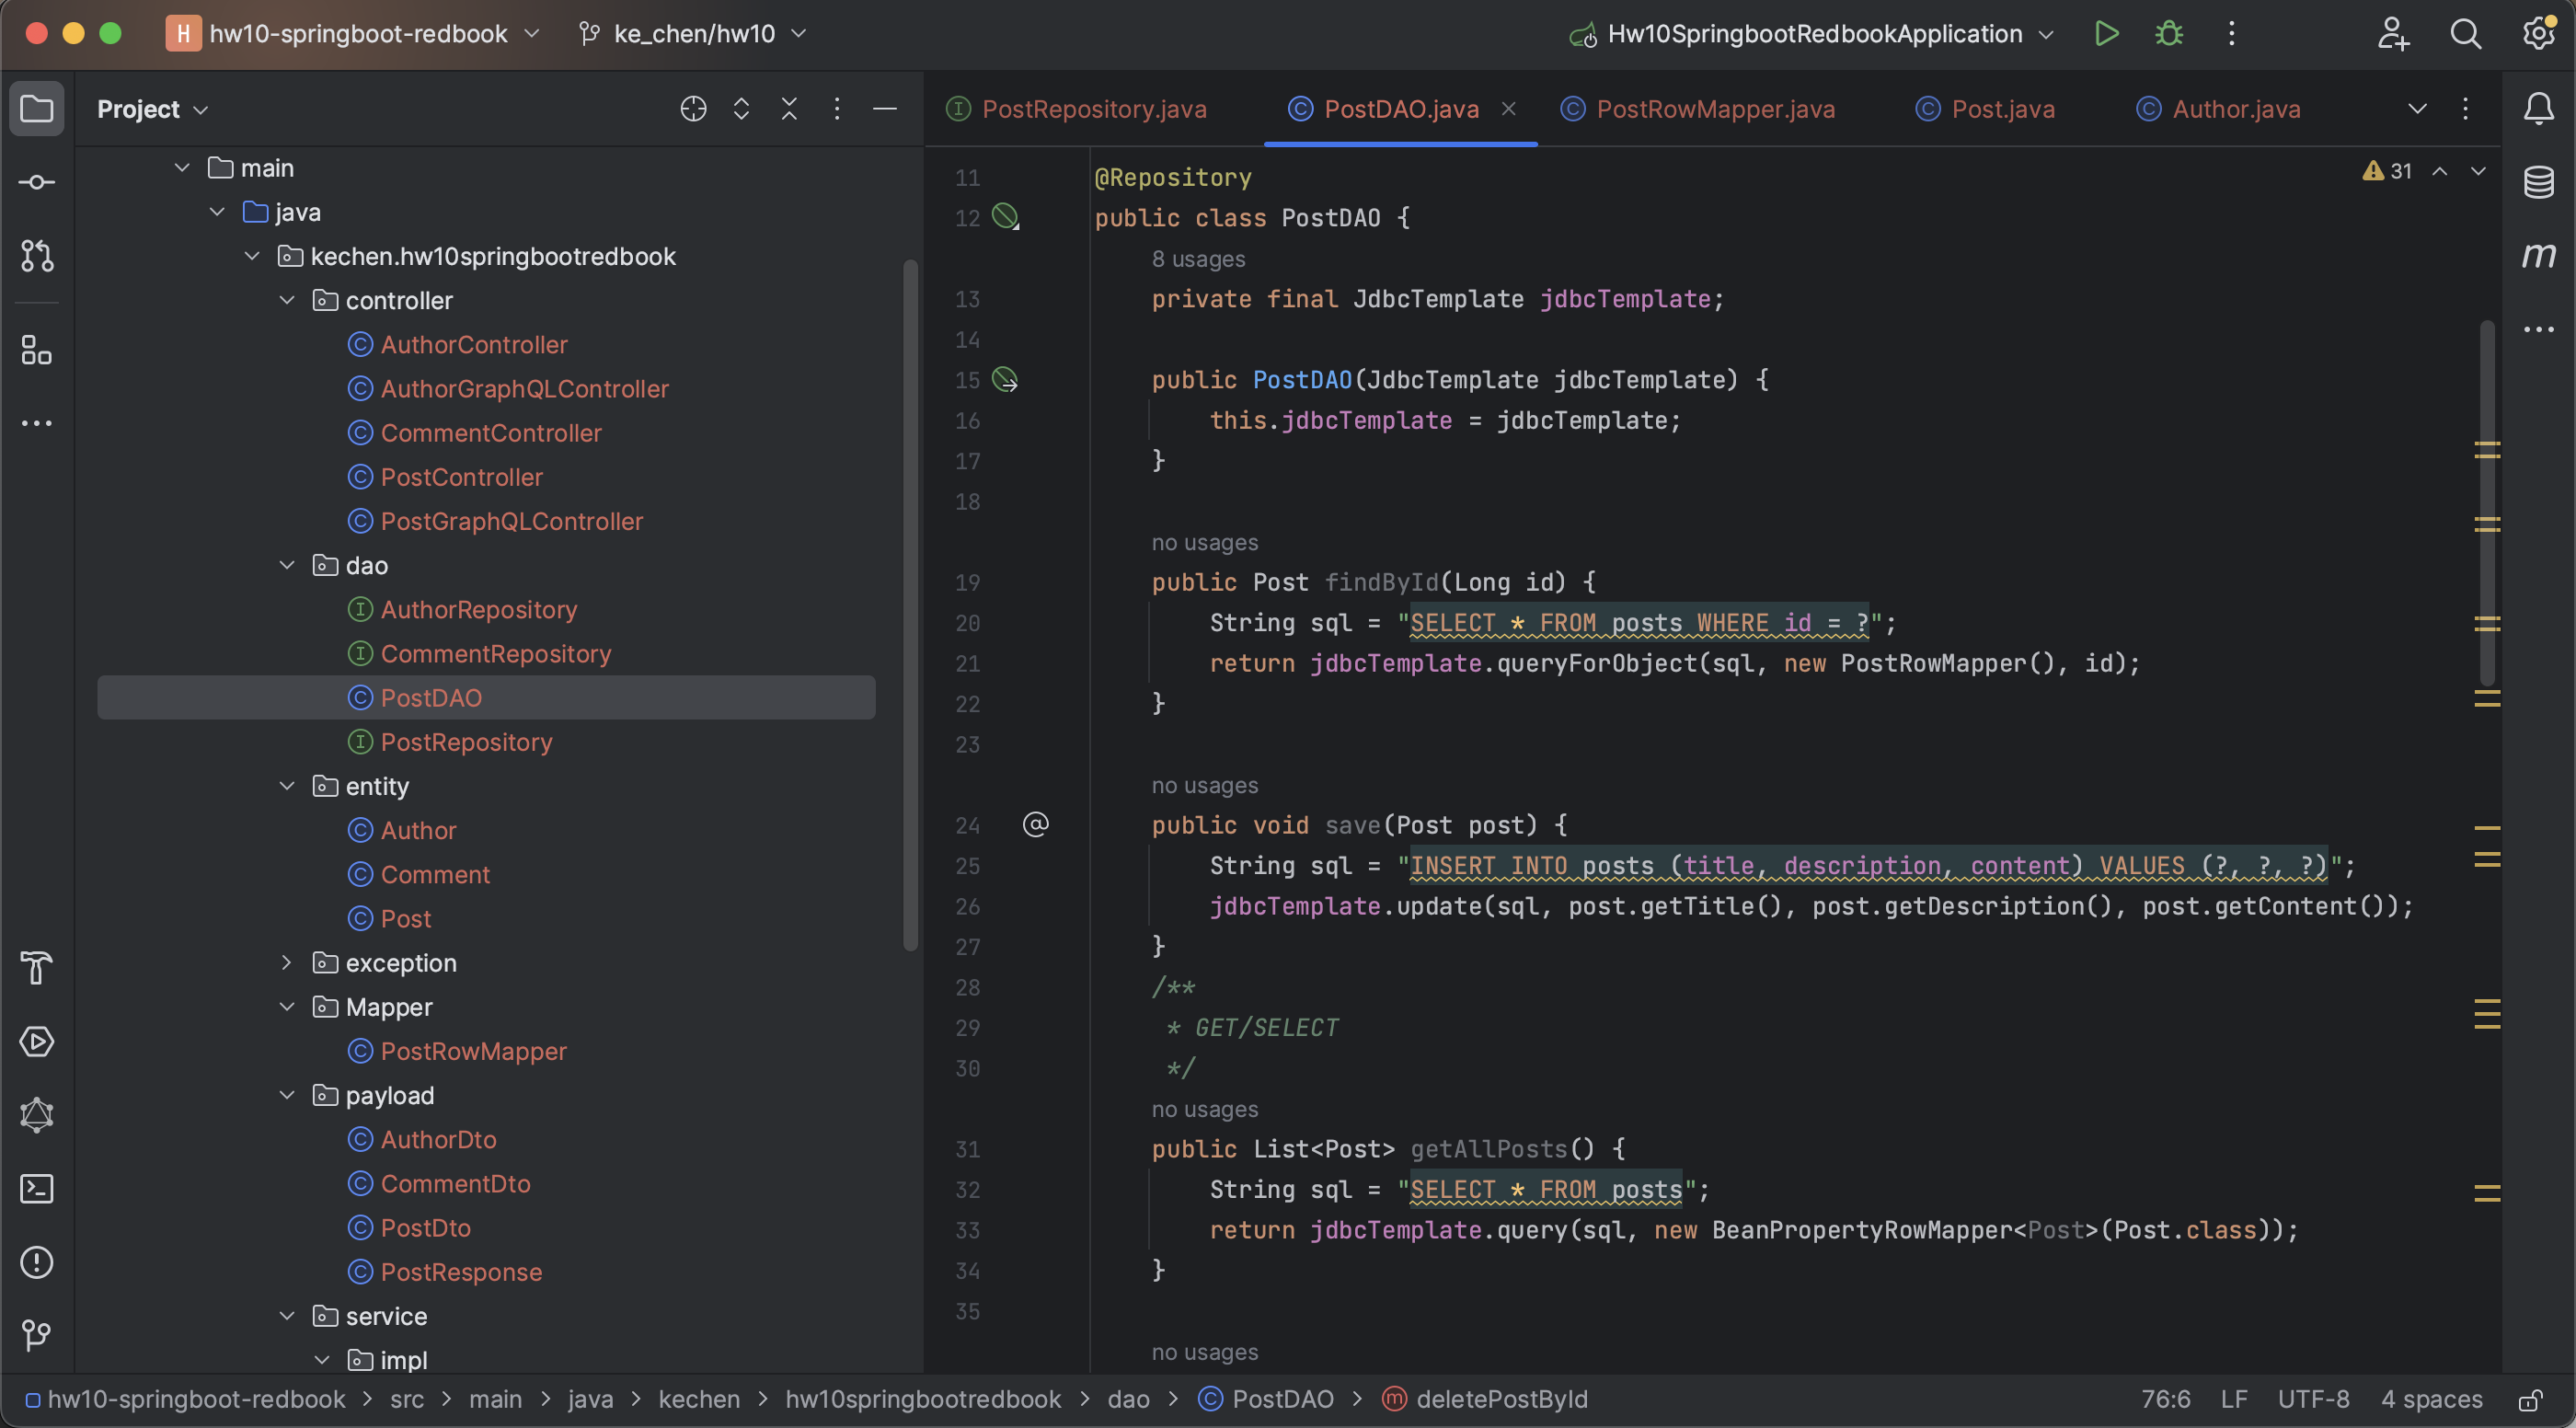 H hw10-springboot-redbook ke_chen/hw10 Hw10SpringbootRedbookApplication
Project
main
java
kechen.hw10springbootredbook
controller
AuthorController
AuthorGraphQLController
CommentController
PostController
PostGraphQLController
dao
AuthorRepository
CommentRepository
PostDAO
PostRepository
entity
Author
Comment
Post
exception
Mapper
PostRowMapper
payload
AuthorDto
CommentDto
PostDto
PostResponse
service
impl
PostRepository.java PostDAO.java PostRowMapper.java Post.java Author.java
31
11 @Repository
12 public class PostDAO {
8 usages
13 private final JdbcTemplate jdbcTemplate;
14
15 public PostDAO(JdbcTemplate jdbcTemplate) {
16 this.jdbcTemplate = jdbcTemplate;
17 }
18
no usages
19 public Post findById(Long id) {
20 String sql = "SELECT * FROM posts WHERE id = ?";
21 return jdbcTemplate.queryForObject(sql, new PostRowMapper(), id);
22 }
23
no usages
24 @ public void save(Post post) {
25 String sql = "INSERT INTO posts (title, description, content) VALUES (?, ?, ?)";
26 jdbcTemplate.update(sql, post.getTitle(), post.getDescription(), post.getContent());
27 }
28 /**
29 * GET/SELECT
30 */
no usages
31 public List<Post> getAllPosts() {
32 String sql = "SELECT * FROM posts";
33 return jdbcTemplate.query(sql, new BeanPropertyRowMapper<Post>(Post.class));
34 }
35
no usages
m
hw10-springboot-redbook > src > main > java > kechen > hw10springbootredbook > dao > PostDAO > deletePostById 76:6 LF UTF-8 4 spaces